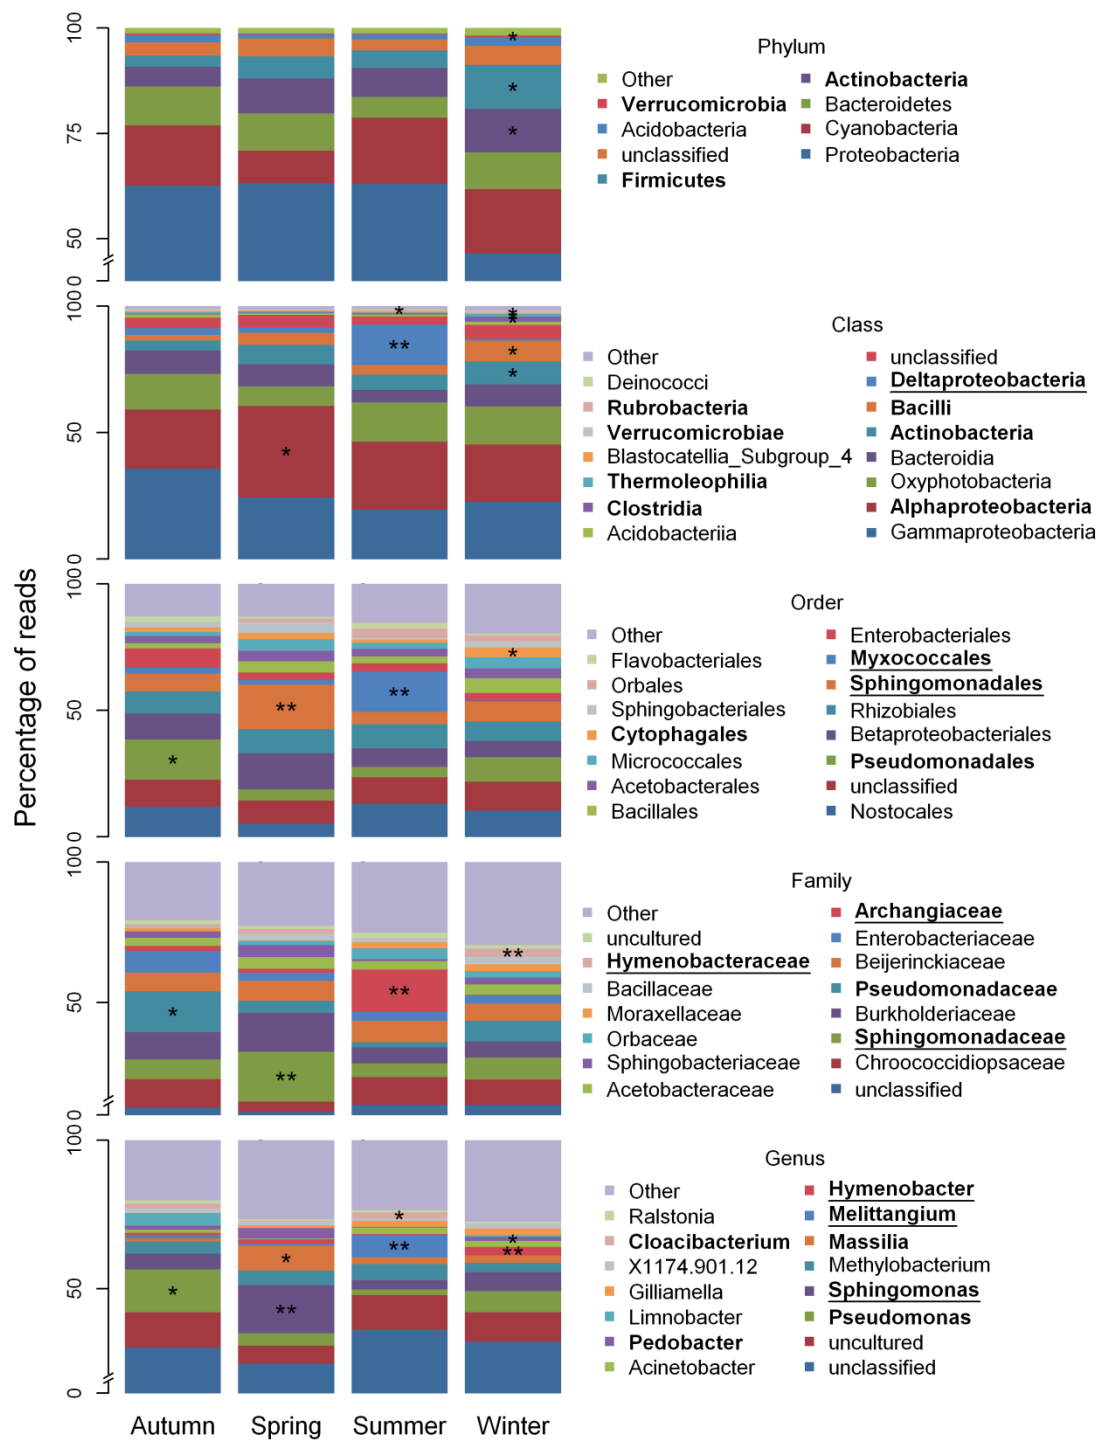 Percentage of reads
100
75
50
0
*
*
*
Phylum
Other
Verrucomicrobia
Acidobacteria
unclassified
Firmicutes
Actinobacteria
Bacteroidetes
Cyanobacteria
Proteobacteria
100
50
0
*
*
**
*
*
*
*
*
*
Class
Other
Deinococci
Rubrobacteria
Verrucomicrobiae
Blastocatellia_Subgroup_4
Thermoleophilia
Clostridia
Acidobacteriia
unclassified
Deltaproteobacteria
Bacilli
Actinobacteria
Bacteroidia
Oxyphotobacteria
Alphaproteobacteria
Gammaproteobacteria
100
50
0
*
**
**
*
Order
Other
Flavobacteriales
Orbales
Sphingobacteriales
Cytophagales
Micrococcales
Acetobacterales
Bacillales
Enterobacteriales
Myxococcales
Sphingomonadales
Rhizobiales
Betaproteobacteriales
Pseudomonadales
unclassified
Nostocales
100
50
0
*
**
**
**
Family
Other
uncultured
Hymenobacteraceae
Bacillaceae
Moraxellaceae
Orbaceae
Sphingobacteriaceae
Acetobacteraceae
Archangiaceae
Enterobacteriaceae
Beijerinckiaceae
Pseudomonadaceae
Burkholderiaceae
Sphingomonadaceae
Chroococcidiopsaceae
unclassified
100
50
0
*
*
**
*
**
*
**
Genus
Other
Ralstonia
Cloacibacterium
X1174.901.12
Gilliamella
Limnobacter
Pedobacter
Acinetobacter
Hymenobacter
Melittangium
Massilia
Methylobacterium
Sphingomonas
Pseudomonas
uncultured
unclassified
Autumn Spring Summer Winter